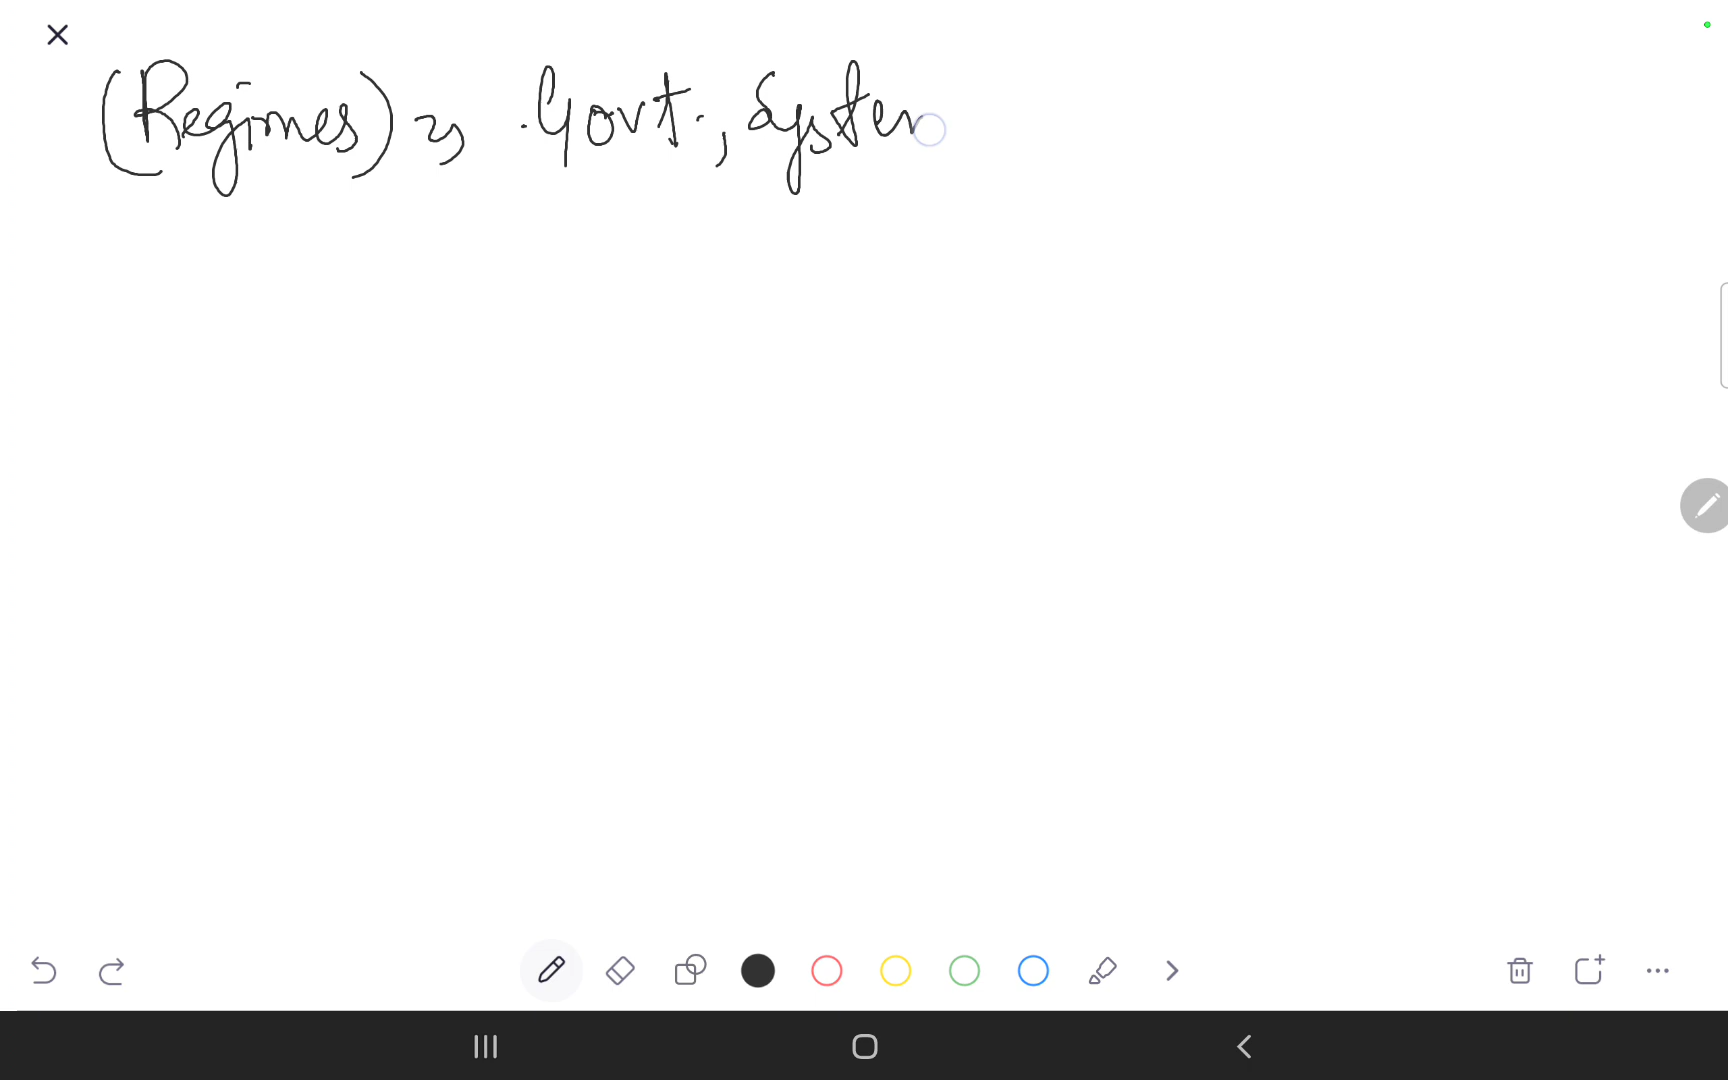 (Regimes) ⇒ Govt., System